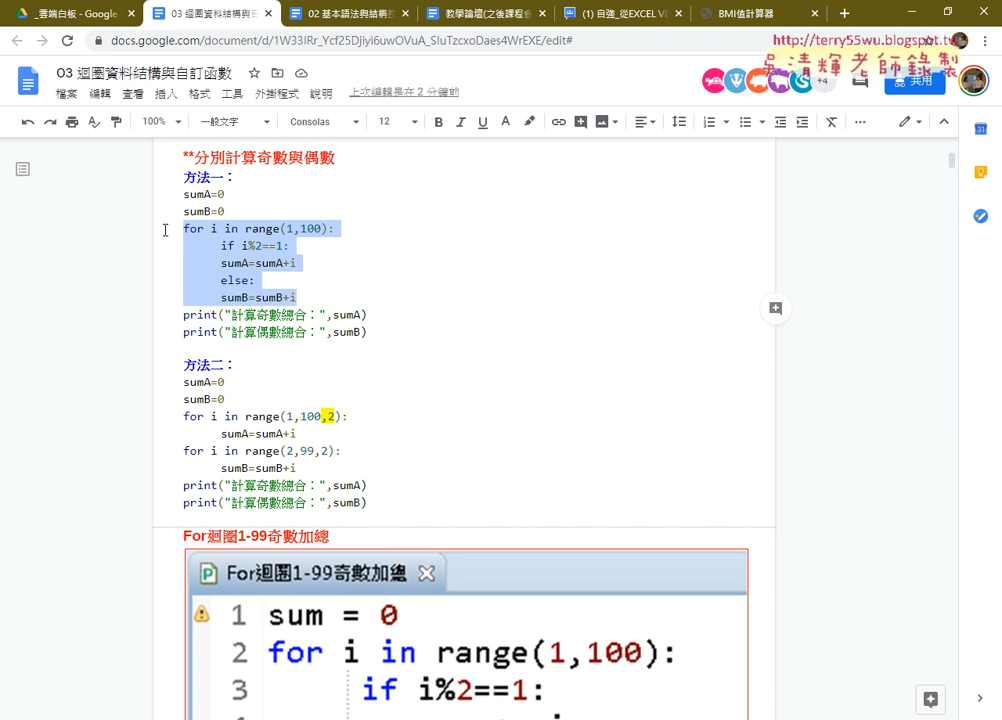 _雲端白板 - Google
03 迴圈資料結構與自
02 基本語法與結構控
教學論壇(之後課程會
(1) 自強_從EXCEL V
BMI值計算器
docs.google.com/document/d/1W33lRr_Ycf25Djiyi6uwOVuA_SluTzcxoDaes4WrEXE/edit#
http://terry55wu.blogspot.tw
吳清輝老師錄製
03 迴圈資料結構與自訂函數
檔案 編輯 查看 插入 格式 工具 外掛程式 說明 上次編輯是在 2 分鐘前
+4
共用
100% 一般文字 Consolas 12 B I U A
**分別計算奇數與偶數
方法一：
sumA=0
sumB=0
for i in range(1,100):
if i%2==1:
sumA=sumA+i
else:
sumB=sumB+i
print("計算奇數總合：",sumA)
print("計算偶數總合：",sumB)
方法二：
sumA=0
sumB=0
for i in range(1,100,2):
sumA=sumA+i
for i in range(2,99,2):
sumB=sumB+i
print("計算奇數總合：",sumA)
print("計算偶數總合：",sumB)
For迴圈1-99奇數加總
For迴圈1-99奇數加總
1 sum = 0
2 for i in range(1,100):
3 if i%2==1: